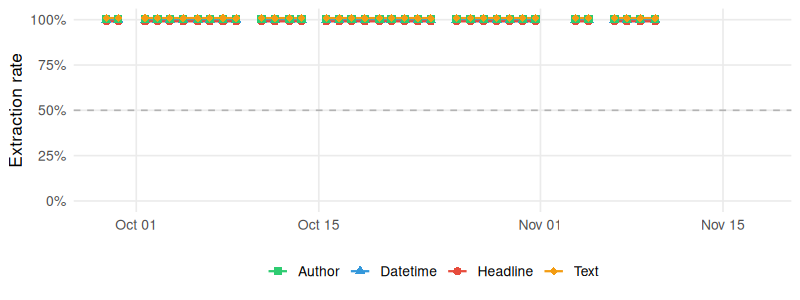 Extraction rate
100%
75%
50%
25%
0%
Oct 01 Oct 15 Nov 01 Nov 15
Author Datetime Headline Text